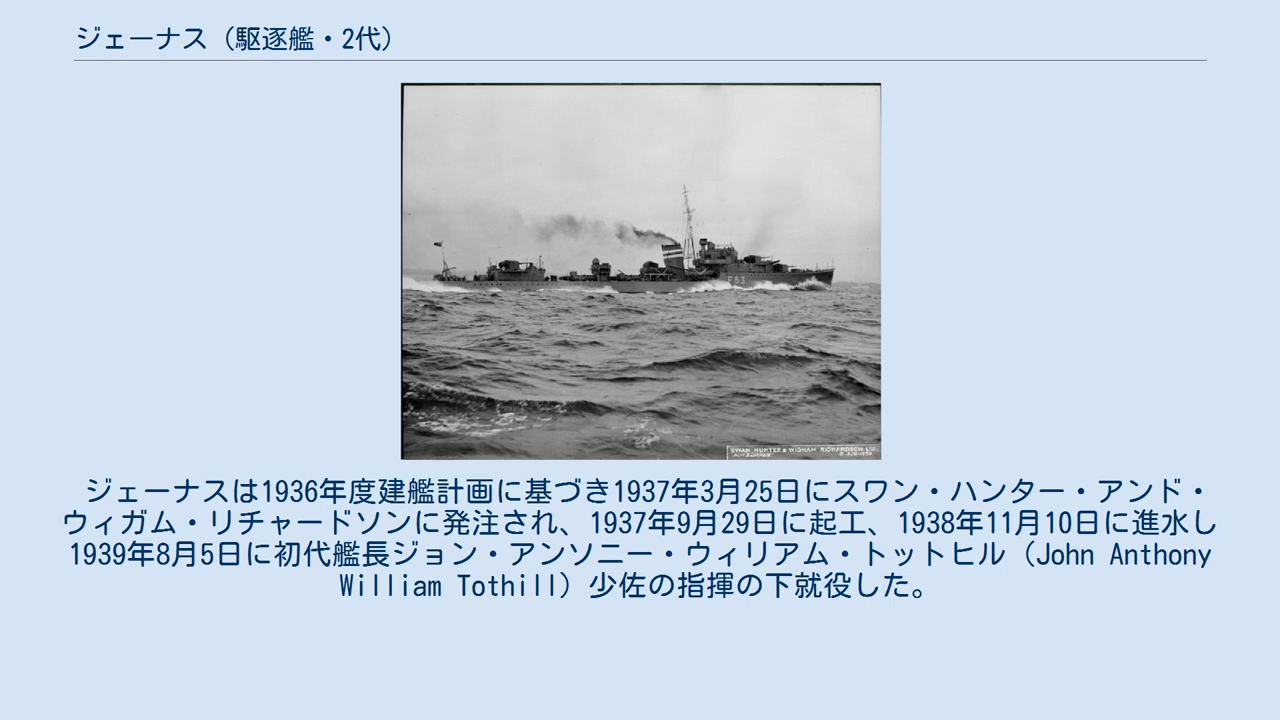 ジェーナス（駆逐艦・2代）
F53
SWAN HUNTER & WIGHAM RICHARDSON LTD.
ジェーナスは1936年度建艦計画に基づき1937年3月25日にスワン・ハンター・アンド・
ウィガム・リチャードソンに発注され、1937年9月29日に起工、1938年11月10日に進水し
1939年8月5日に初代艦長ジョン・アンソニー・ウィリアム・トットヒル（John Anthony
William Tothill）少佐の指揮の下就役した。